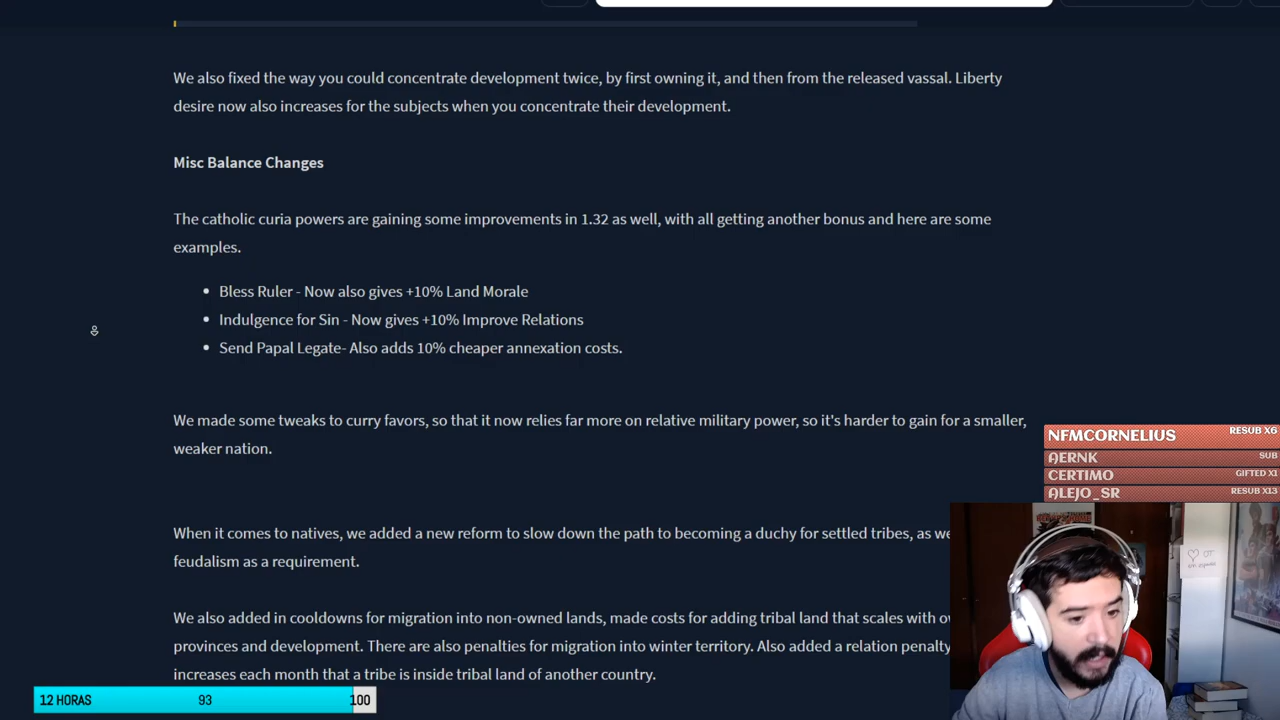 We also fixed the way you could concentrate development twice, by first owning it, and then from the released vassal. Liberty
desire now also increases for the subjects when you concentrate their development.
Misc Balance Changes
The catholic curia powers are gaining some improvements in 1.32 as well, with all getting another bonus and here are some
examples.
Bless Ruler - Now also gives +10% Land Morale
Indulgence for Sin - Now gives +10% Improve Relations
Send Papal Legate- Also adds 10% cheaper annexation costs.
We made some tweaks to curry favors, so that it now relies far more on relative military power, so it's harder to gain for a smaller,
weaker nation.
When it comes to natives, we added a new reform to slow down the path to becoming a duchy for settled tribes, as we
feudalism as a requirement.
We also added in cooldowns for migration into non-owned lands, made costs for adding tribal land that scales with
provinces and development. There are also penalties for migration into winter territory. Also added a relation penalty
increases each month that a tribe is inside tribal land of another country.
NFMCORNELIUS RESUB X6
AERNK SUB
CERTIMO GIFTED X1
ALEJO_SR RESUB X13
12 HORAS 93 100